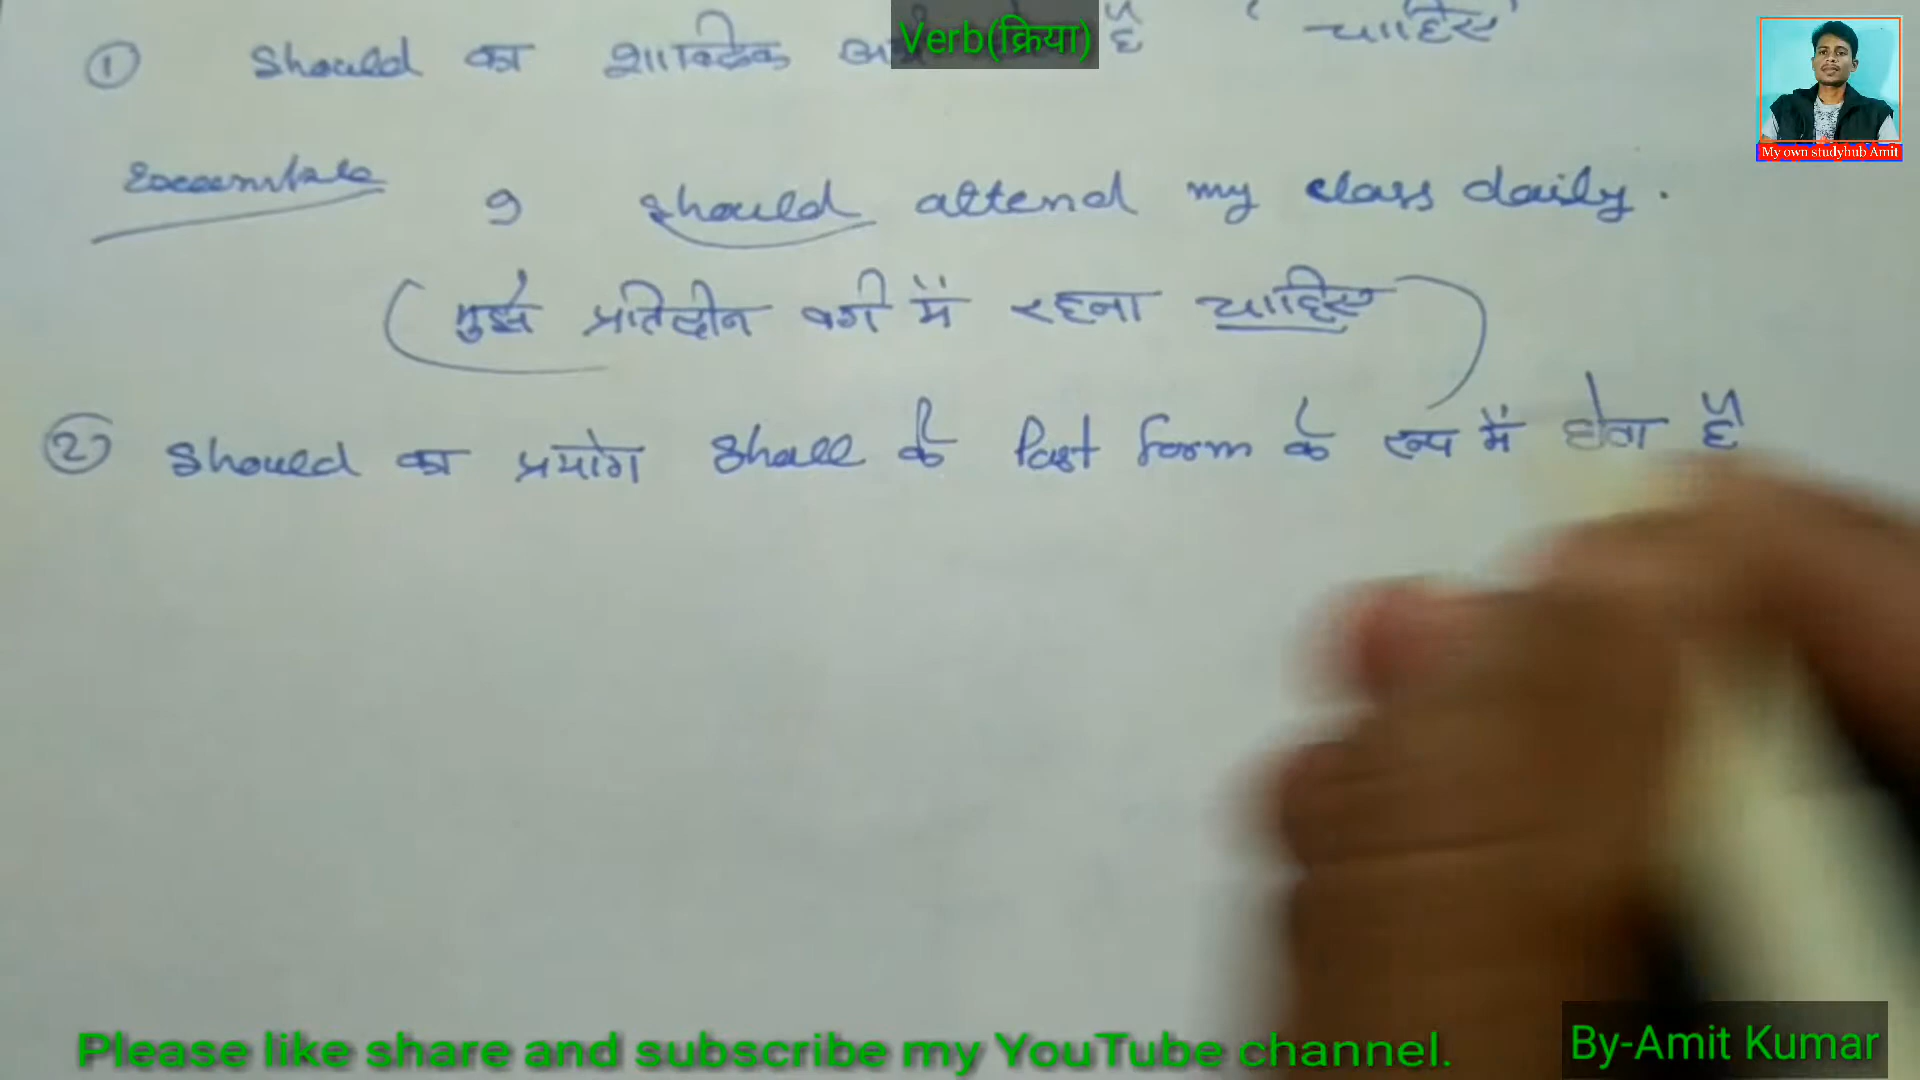 Verb(क्रिया)
① Should का शाब्दिक है ' चाहिए '
My own studyhub Amit
Example I should attend my class daily.
( मुझे प्रतिदीन वर्ग में रहना चाहिए )
② Should का प्रयोग Shall के Past form के रूप में होता है
Please like share and subscribe my YouTube channel.
By-Amit Kumar